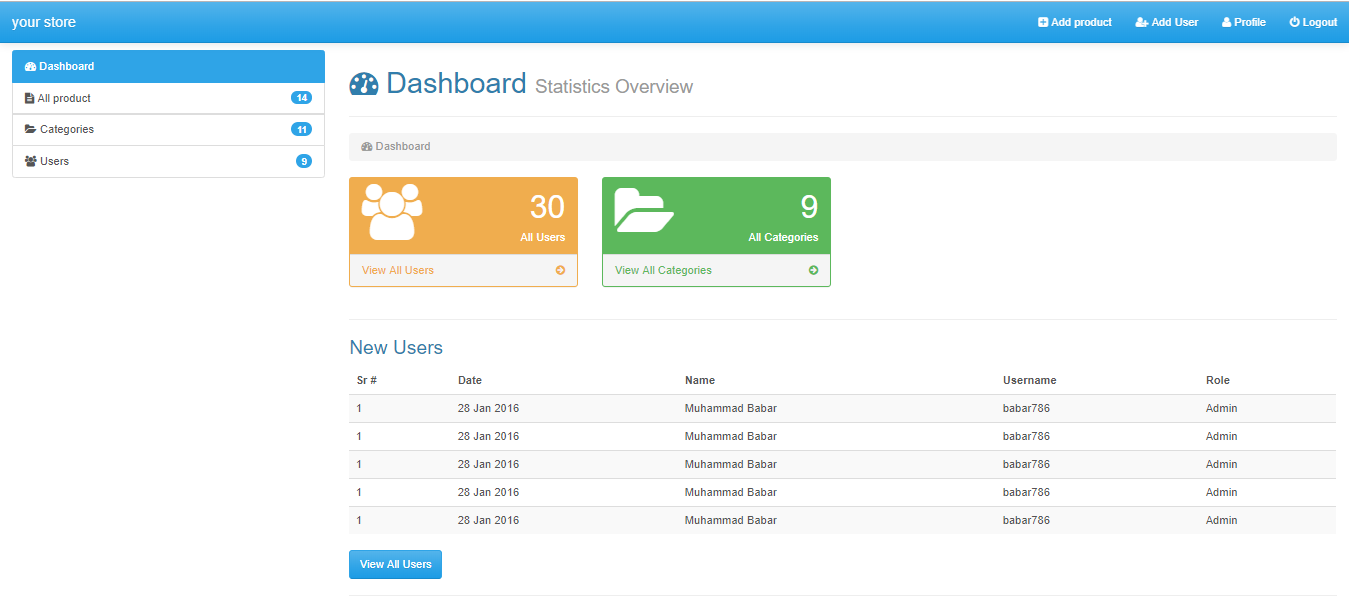 your store Add product Add User Profile Logout
Dashboard
All product 14
Categories 11
Users 9
Dashboard Statistics Overview
Dashboard
30
All Users
View All Users
9
All Categories
View All Categories
New Users
Sr # Date Name Username Role
1 28 Jan 2016 Muhammad Babar babar786 Admin
1 28 Jan 2016 Muhammad Babar babar786 Admin
1 28 Jan 2016 Muhammad Babar babar786 Admin
1 28 Jan 2016 Muhammad Babar babar786 Admin
1 28 Jan 2016 Muhammad Babar babar786 Admin
View All Users